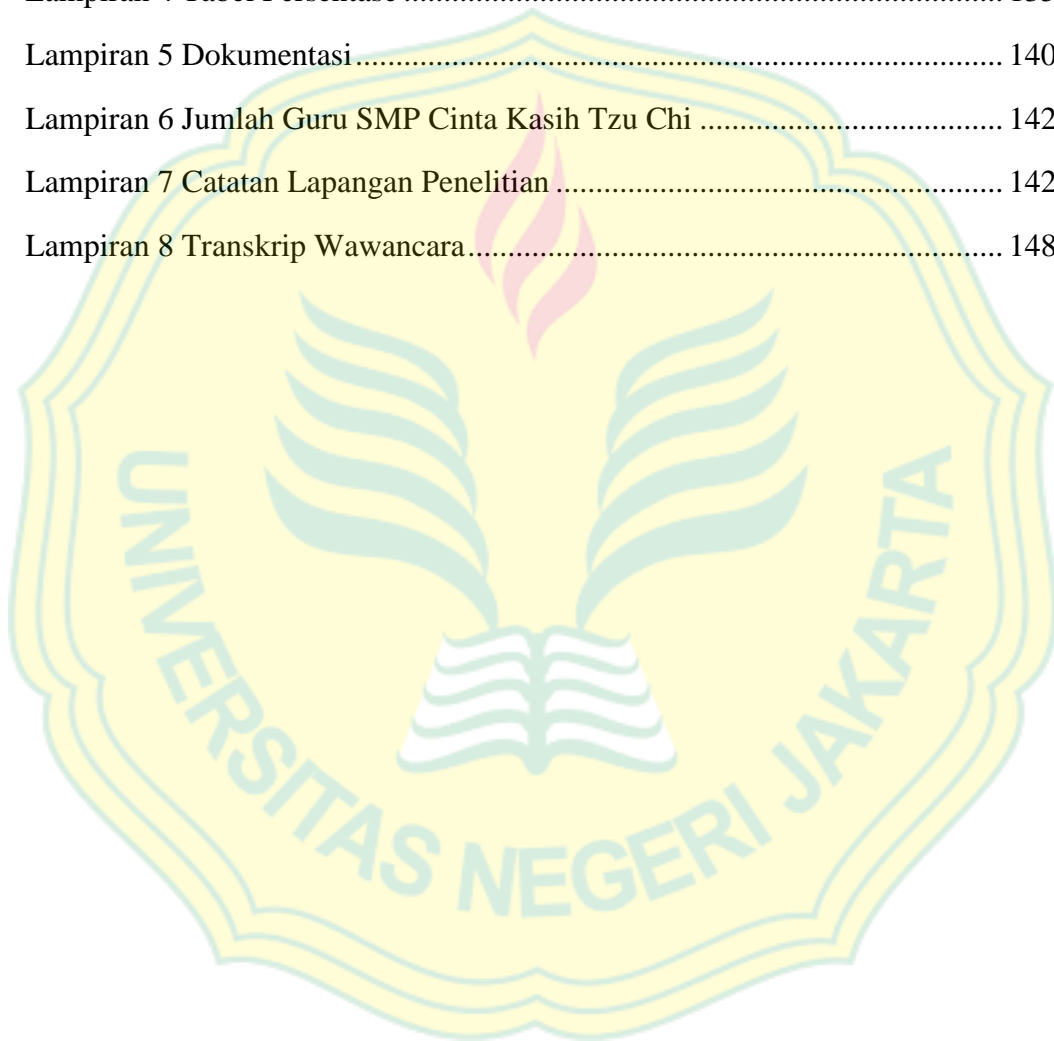 Lampiran 5 Dokumentasi.................................................................................. 140
Lampiran 6 Jumlah Guru SMP Cinta Kasih Tzu Chi ...................................... 142
Lampiran 7 Catatan Lapangan Penelitian ........................................................ 142
Lampiran 8 Transkrip Wawancara.................................................................... 148
UNIVERSITAS NEGERI JAKARTA